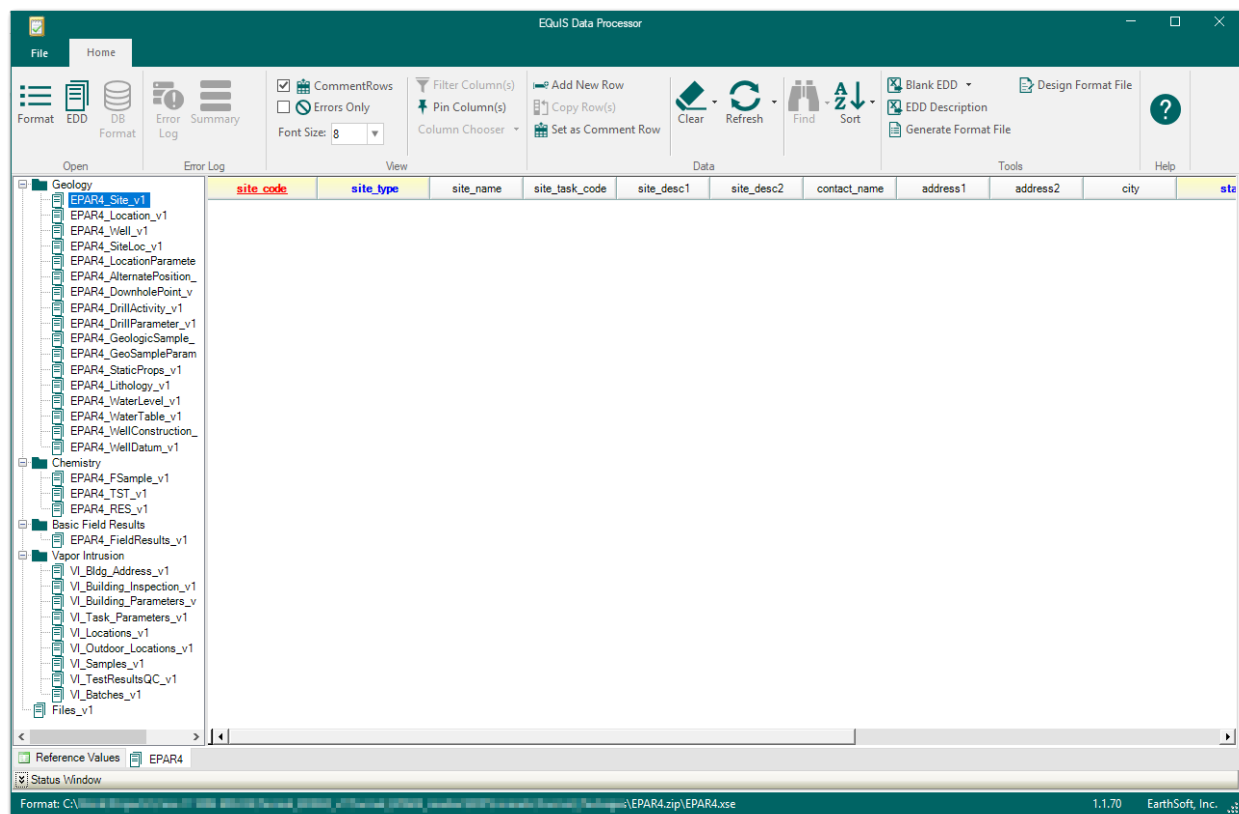 EQuIS Data Processor
File Home
Format EDD DB Format
Error Log Summary
CommentRows
Errors Only
Font Size: 8
Filter Column(s)
Pin Column(s)
Column Chooser
Add New Row
Copy Row(s)
Set as Comment Row
Clear Refresh Find Sort
Blank EDD
EDD Description
Generate Format File
Design Format File
Open Error Log View Data Tools Help
site_code site_type site_name site_task_code site_desc1 site_desc2 contact_name address1 address2 city sta
Geology
EPAR4_Site_v1
EPAR4_Location_v1
EPAR4_Well_v1
EPAR4_SiteLoc_v1
EPAR4_LocationParamete
EPAR4_AlternatePosition_
EPAR4_DownholePoint_v
EPAR4_DrillActivity_v1
EPAR4_DrillParameter_v1
EPAR4_GeologicSample_
EPAR4_GeoSampleParam
EPAR4_StaticProps_v1
EPAR4_Lithology_v1
EPAR4_WaterLevel_v1
EPAR4_WaterTable_v1
EPAR4_WellConstruction_
EPAR4_WellDatum_v1
Chemistry
EPAR4_FSample_v1
EPAR4_TST_v1
EPAR4_RES_v1
Basic Field Results
EPAR4_FieldResults_v1
Vapor Intrusion
VI_Bldg_Address_v1
VI_Building_Inspection_v1
VI_Building_Parameters_v
VI_Task_Parameters_v1
VI_Locations_v1
VI_Outdoor_Locations_v1
VI_Samples_v1
VI_TestResultsQC_v1
VI_Batches_v1
Files_v1
Reference Values EPAR4
Status Window
Format: C:\ \EPAR4.zip\EPAR4.xse 1.1.70 EarthSoft, Inc.